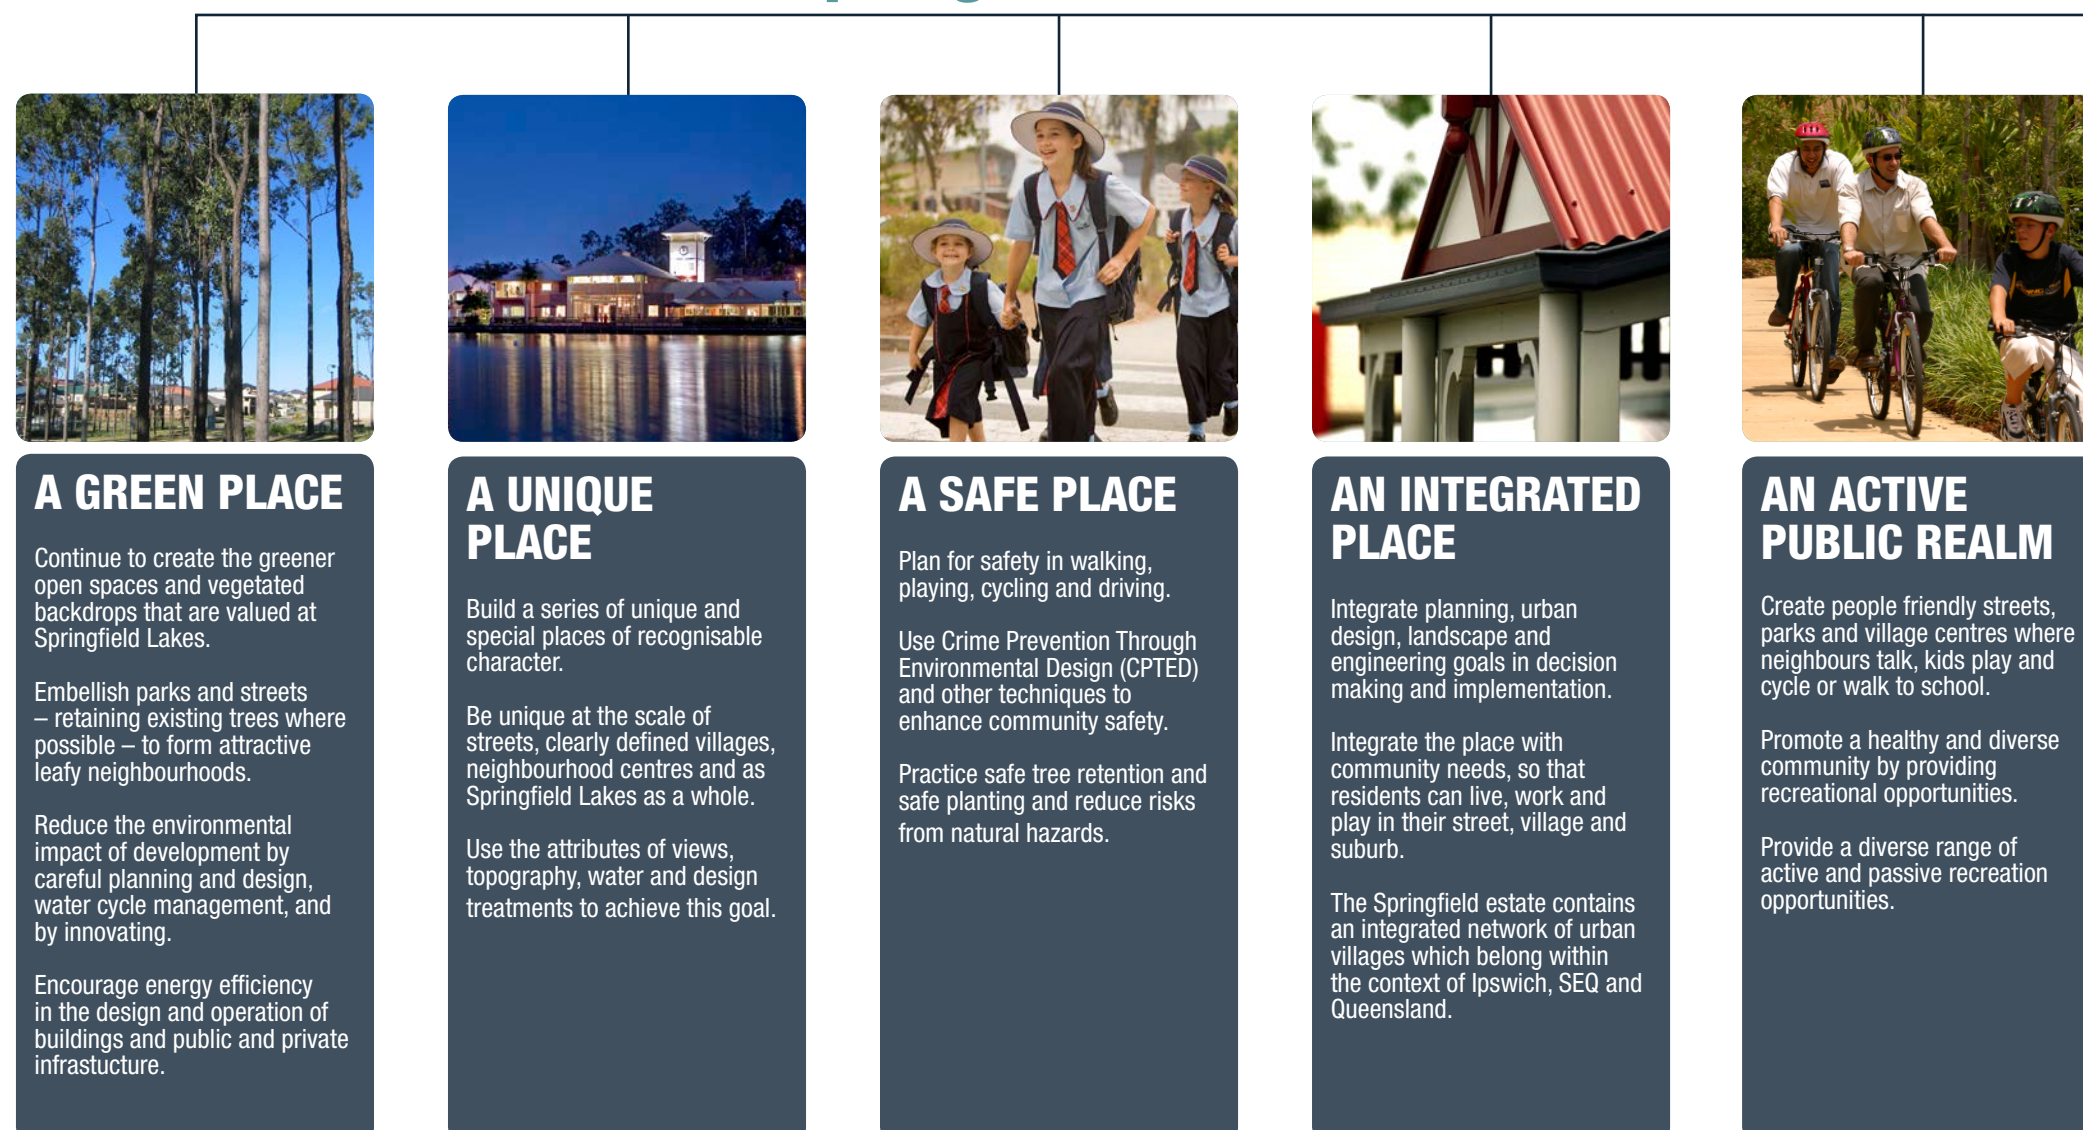 A GREEN PLACE
Continue to create the greener
open spaces and vegetated
backdrops that are valued at
Springfield Lakes.
Embellish parks and streets
– retaining existing trees where
possible – to form attractive
leafy neighbourhoods.
Reduce the environmental
impact of development by
careful planning and design,
water cycle management, and
by innovating.
Encourage energy efficiency
in the design and operation of
buildings and public and private
infrastucture.
A UNIQUE
PLACE
Build a series of unique and
special places of recognisable
character.
Be unique at the scale of
streets, clearly defined villages,
neighbourhood centres and as
Springfield Lakes as a whole.
Use the attributes of views,
topography, water and design
treatments to achieve this goal.
A SAFE PLACE
Plan for safety in walking,
playing, cycling and driving.
Use Crime Prevention Through
Environmental Design (CPTED)
and other techniques to
enhance community safety.
Practice safe tree retention and
safe planting and reduce risks
from natural hazards.
AN INTEGRATED
PLACE
Integrate planning, urban
design, landscape and
engineering goals in decision
making and implementation.
Integrate the place with
community needs, so that
residents can live, work and
play in their street, village and
suburb.
The Springfield estate contains
an integrated network of urban
villages which belong within
the context of Ipswich, SEQ and
Queensland.
AN ACTIVE
PUBLIC REALM
Create people friendly streets,
parks and village centres where
neighbours talk, kids play and
cycle or walk to school.
Promote a healthy and diverse
community by providing
recreational opportunities.
Provide a diverse range of
active and passive recreation
opportunities.